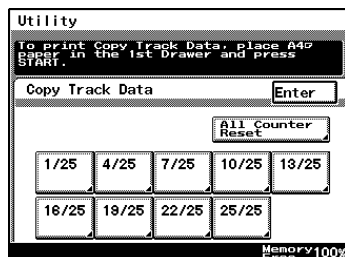 Utility
To print Copy Track Data, place A4
paper in the 1st Drawer and press
START.
Copy Track Data
Enter
All Counter
Reset
1/25 4/25 7/25 10/25 13/25
16/25 19/25 22/25 25/25
Memory 100%
Free